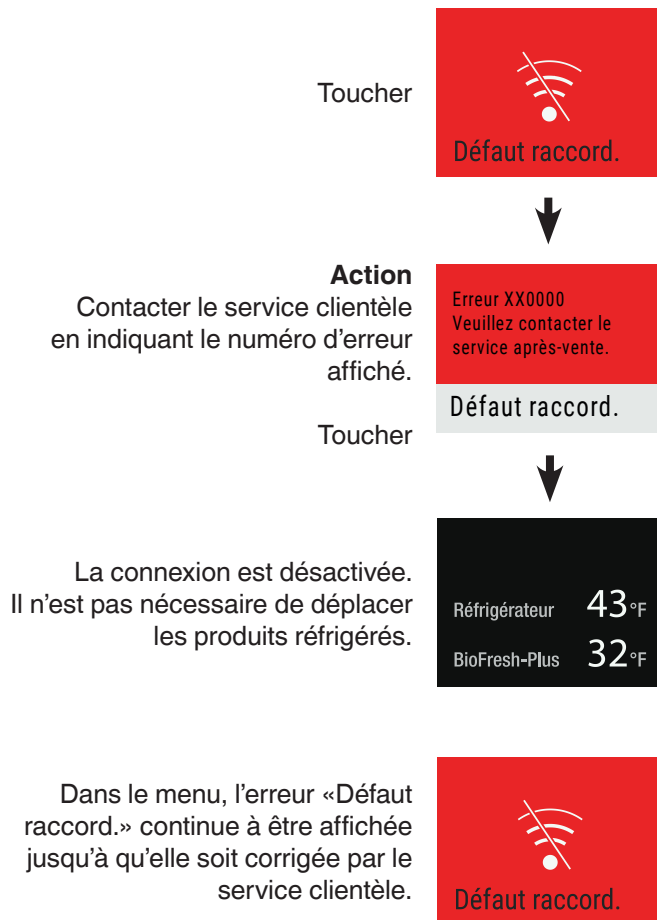 Toucher
Défaut raccord.
Action
Contacter le service clientèle
en indiquant le numéro d'erreur
affiché.
Erreur XX0000
Veuillez contacter le
service après-vente.
Défaut raccord.
Toucher
La connexion est désactivée.
Il n'est pas nécessaire de déplacer
les produits réfrigérés.
Réfrigérateur 43°F
BioFresh-Plus 32°F
Dans le menu, l'erreur «Défaut
raccord.» continue à être affichée
jusqu'à qu'elle soit corrigée par le
service clientèle.
Défaut raccord.